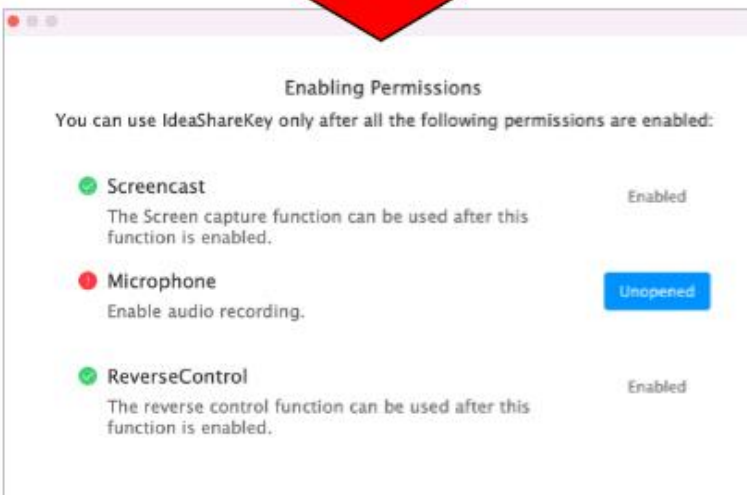 Enabling Permissions
You can use IdeaShareKey only after all the following permissions are enabled:
Screencast
Enabled
The Screen capture function can be used after this
function is enabled.
Microphone
Unopened
Enable audio recording.
ReverseControl
Enabled
The reverse control function can be used after this
function is enabled.